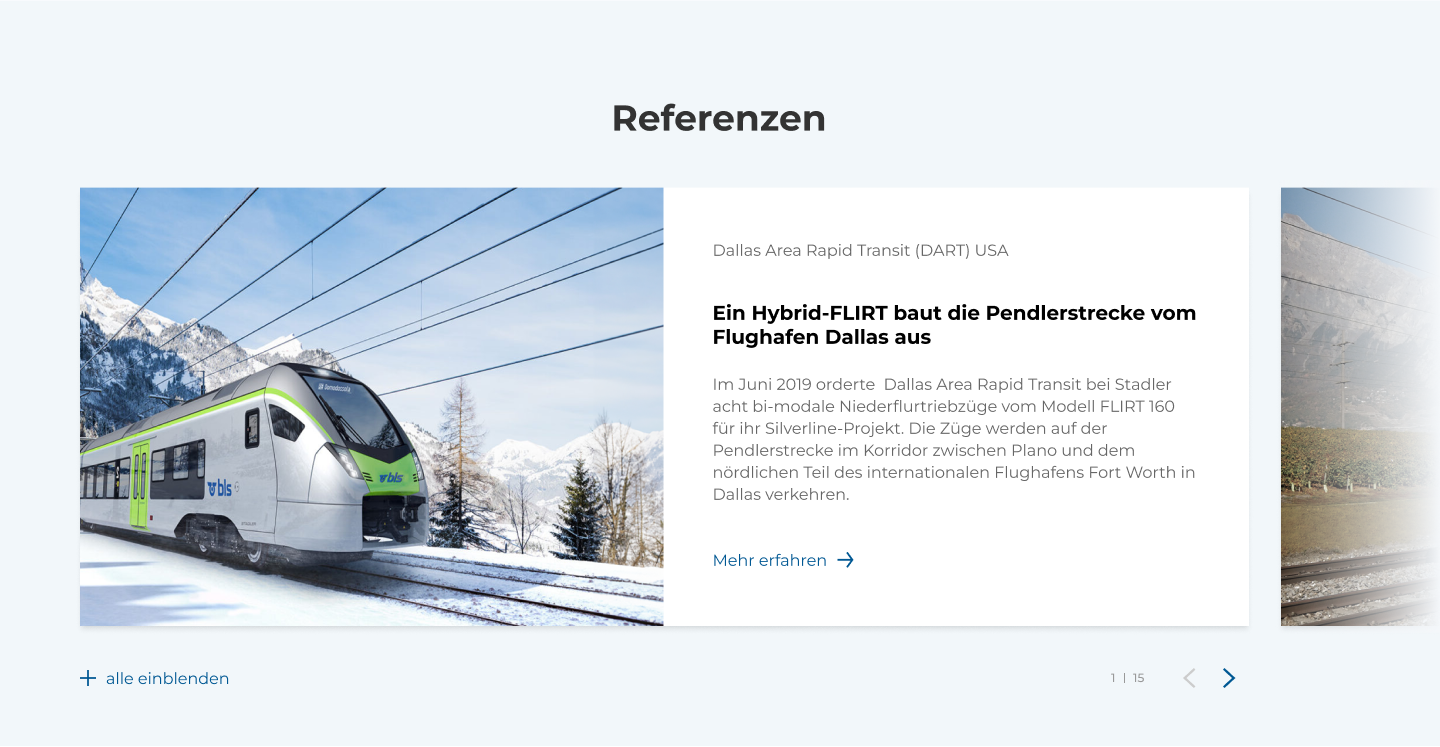 Referenzen
bls
bls
Dallas Area Rapid Transit (DART) USA
Ein Hybrid-FLIRT baut die Pendlerstrecke vom
Flughafen Dallas aus
Im Juni 2019 orderte  Dallas Area Rapid Transit bei Stadler
acht bi-modale Niederflurtriebzüge vom Modell FLIRT 160
für ihr Silverline-Projekt. Die Züge werden auf der
Pendlerstrecke im Korridor zwischen Plano und dem
nördlichen Teil des internationalen Flughafens Fort Worth in
Dallas verkehren.
Mehr erfahren
alle einblenden
1 | 15